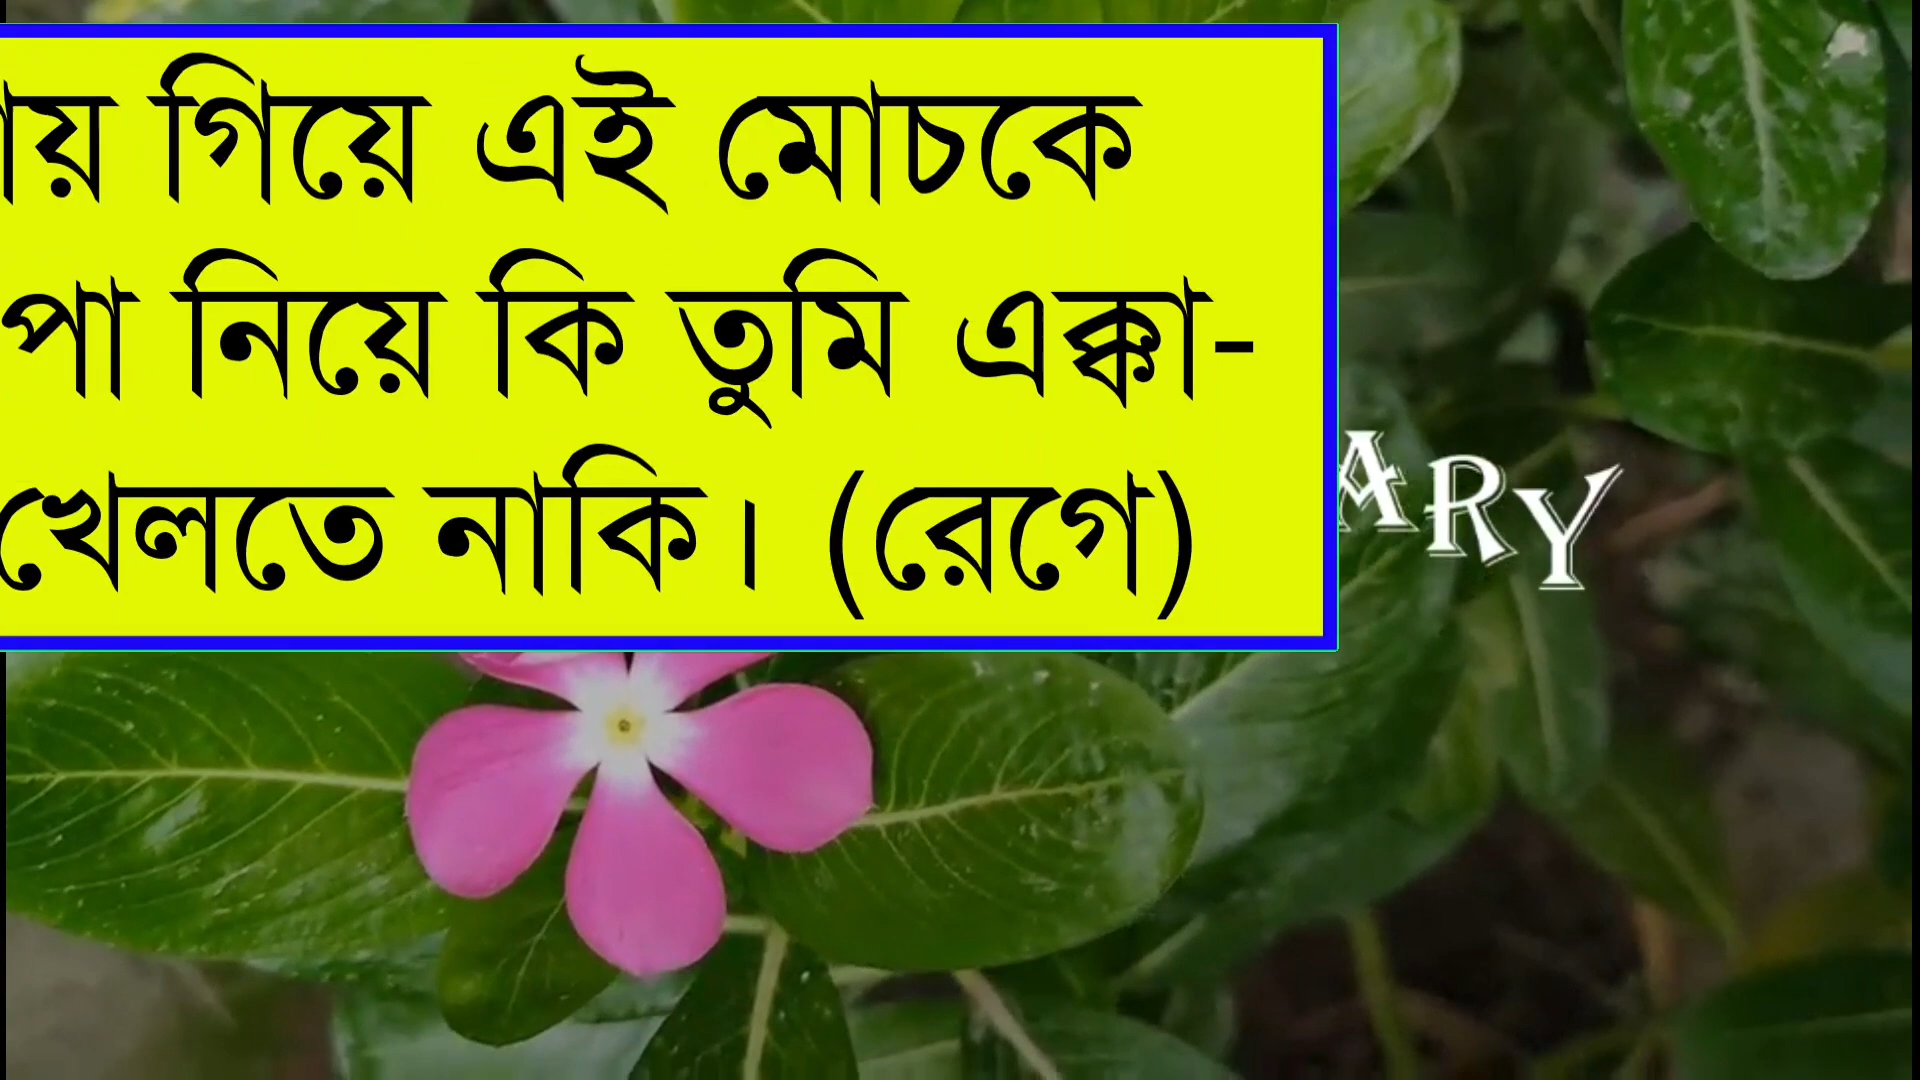 গিয়ে এই মোচকে
নিয়ে কি তুমি এক্কা-
খেলতে নাকি। (রেগে)
ARY